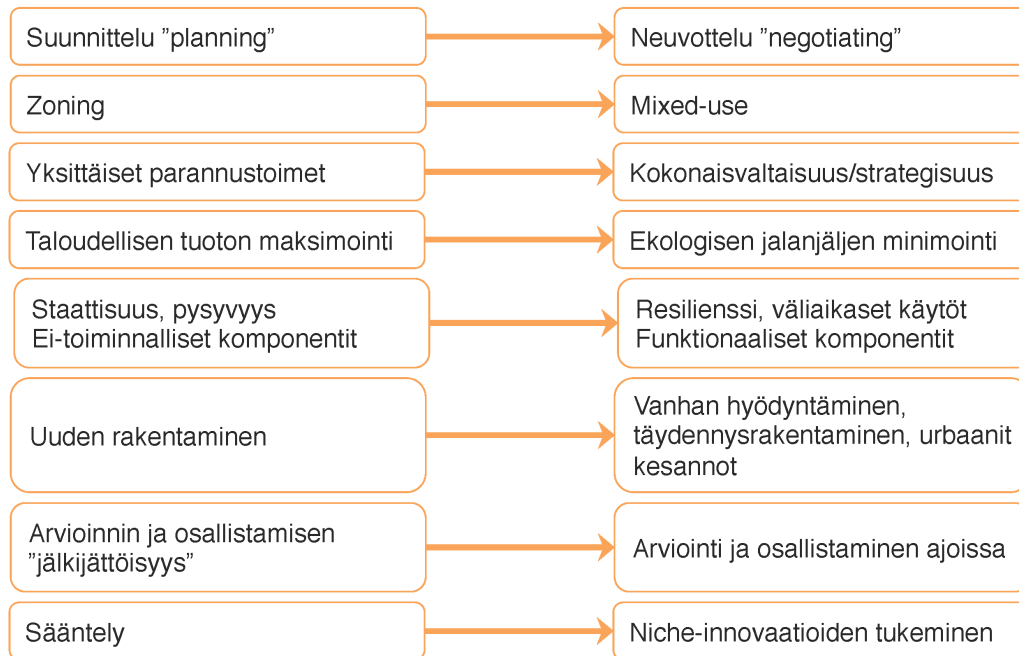 Suunnittelu ”planning”
Neuvottelu ”negotiating”
Zoning
Mixed-use
Yksittäiset parannustoimet
Kokonaisvaltaisuus/strategisuus
Taloudellisen tuoton maksimointi
Ekologisen jalanjäljen minimointi
Staattisuus, pysyvyys
Ei-toiminnalliset komponentit
Resilienssi, väliaikaset käytöt
Funktionaaliset komponentit
Uuden rakentaminen
Vanhan hyödyntäminen,
täydennysrakentaminen, urbaanit
kesannot
Arvioinnin ja osallistamisen
”jälkijättöisyys”
Arviointi ja osallistaminen ajoissa
Sääntely
Niche-innovaatioiden tukeminen